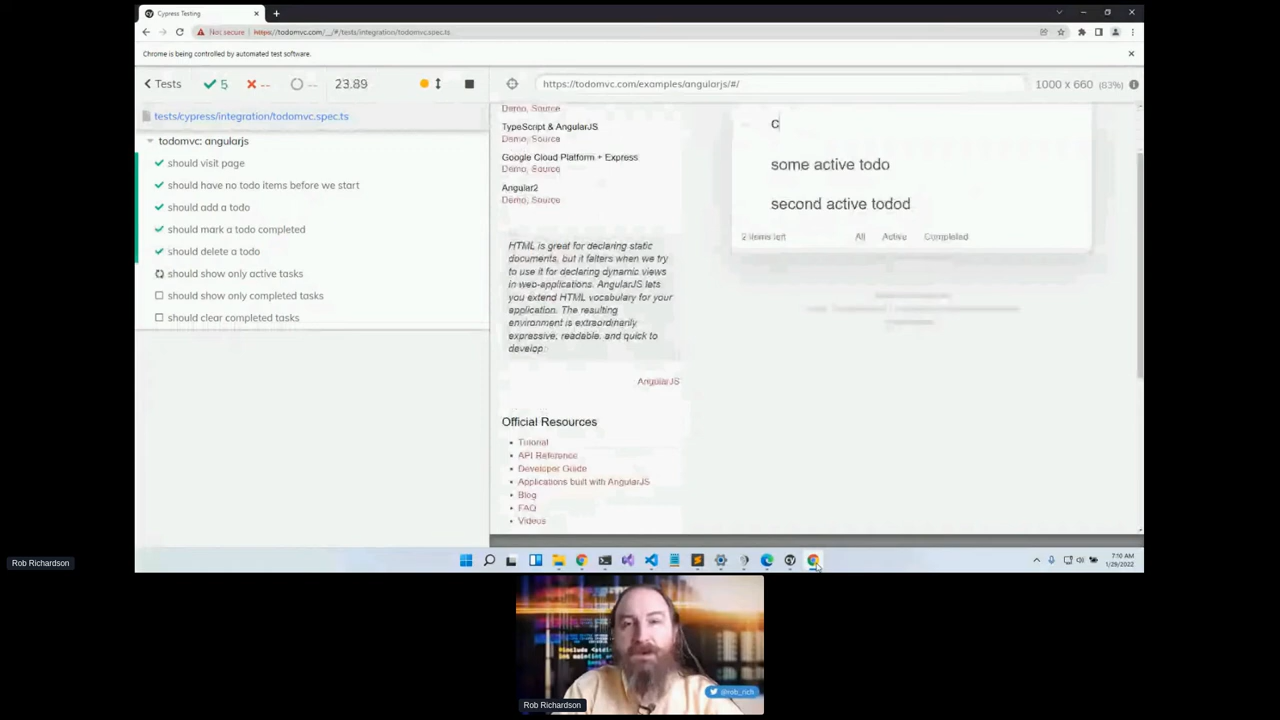 Cypress Testing
Not secure
https://todomvc.com/__/#/tests/integration/todomvc.spec.ts
Chrome is being controlled by automated test software.
Tests
5
--
--
23.89
https://todomvc.com/examples/angularjs/#/
1000 x 660 (83%)
tests/cypress/integration/todomvc.spec.ts
todomvc: angularjs
should visit page
should have no todo items before we start
should add a todo
should mark a todo completed
should delete a todo
should show only active tasks
should show only completed tasks
should clear completed tasks
Demo, Source
TypeScript & AngularJS
Demo, Source
Google Cloud Platform + Express
Demo, Source
Angular2
Demo, Source
HTML is great for declaring static
documents, but it falters when we try
to use it for declaring dynamic views
in web-applications. AngularJS lets
you extend HTML vocabulary for your
application. The resulting
environment is extraordinarily
expressive, readable, and quick to
develop.
AngularJS
Official Resources
Tutorial
API Reference
Developer Guide
Applications built with AngularJS
Blog
FAQ
Videos
C
some active todo
second active todod
2 items left
All
Active
Completed
7:10 AM
1/29/2022
Rob Richardson
#include <std
int main(int a
@rob_rich
Rob Richardson